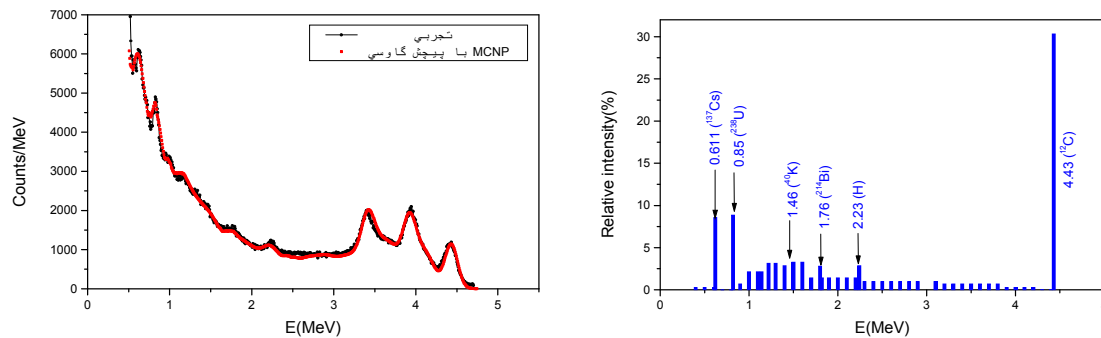 7000
6000
5000
4000
3000
2000
1000
0
Counts/MeV
تجربي
MCNP با پيچش گاوسي
0 1 2 3 4 5
E(MeV)
30
25
20
15
10
5
0
Relative intensity(%)
0.611 (¹³⁷Cs)
0.85 (²³⁸U)
1.46 (⁴⁰K)
1.76 (²¹⁴Bi)
2.23 (H)
4.43 (¹²C)
0 1 2 3 4
E(MeV)